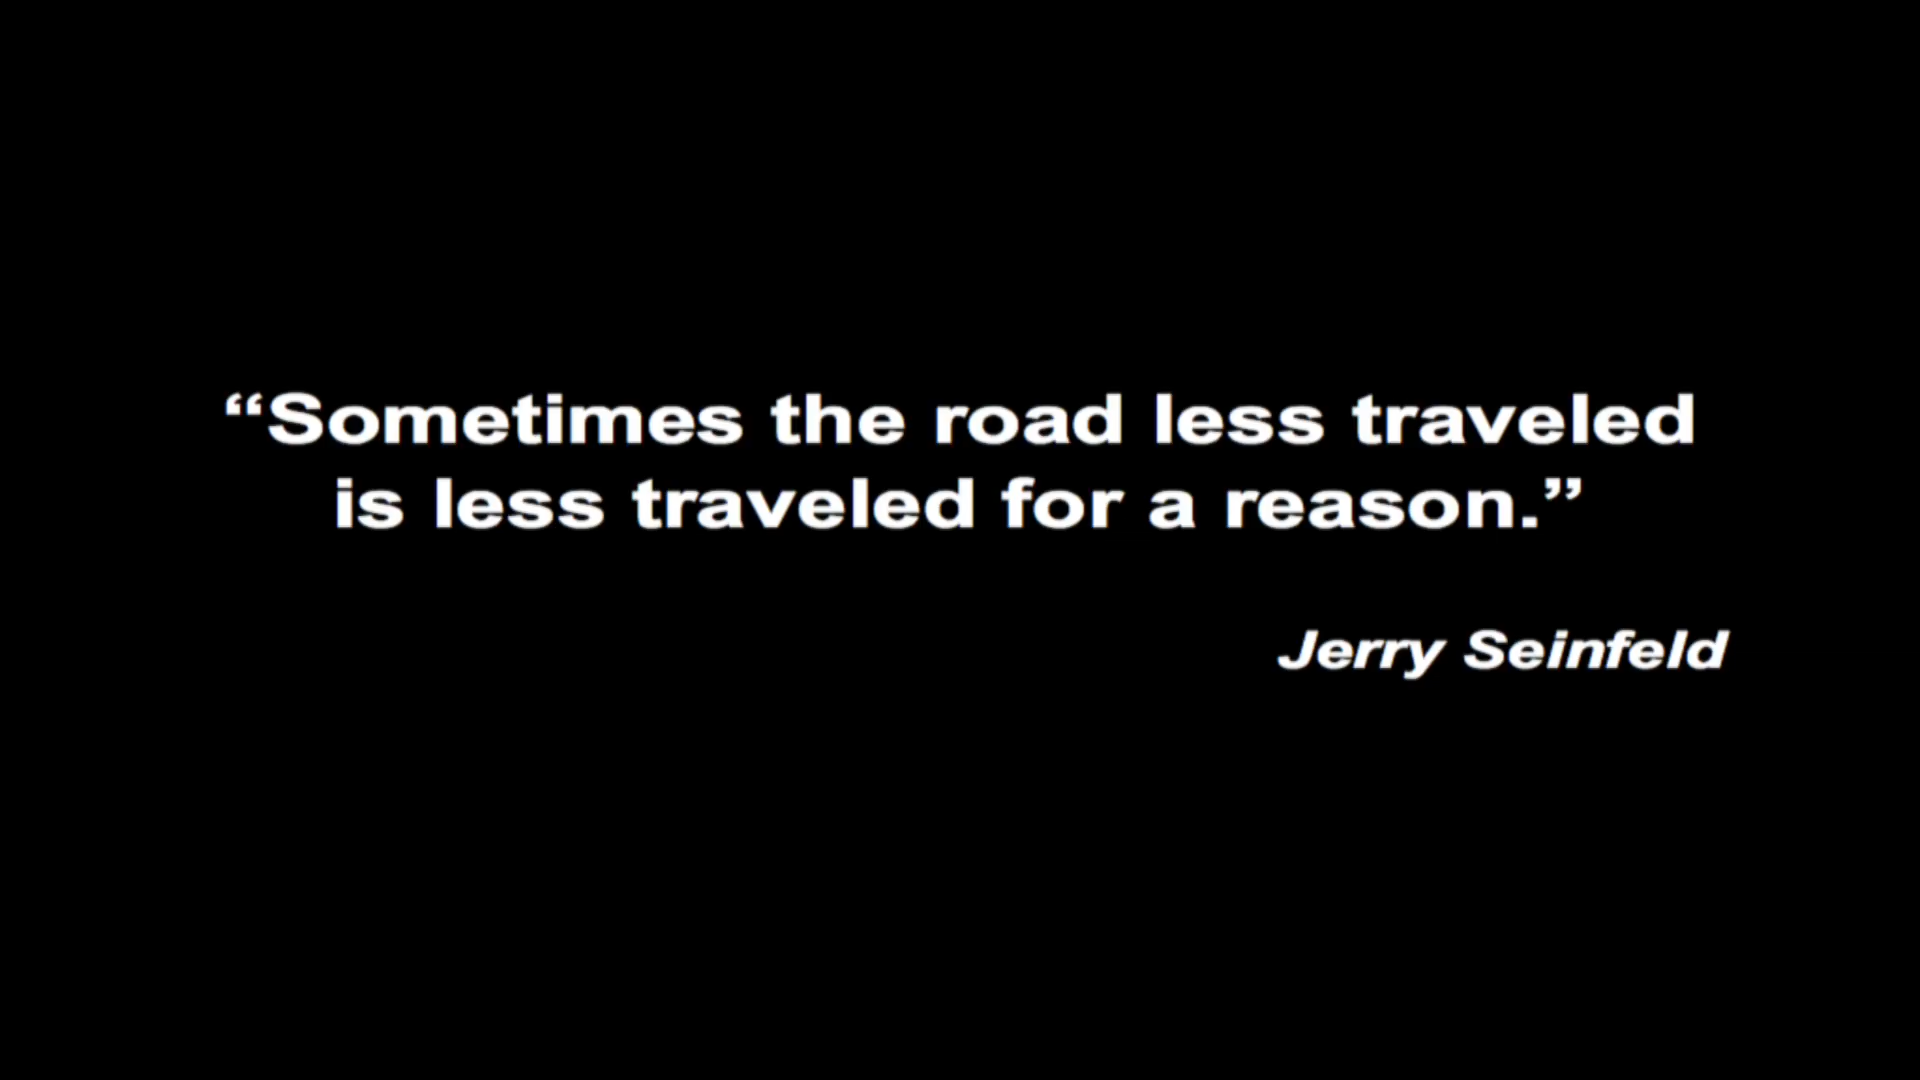 “Sometimes the road less traveled
is less traveled for a reason.”
Jerry Seinfeld